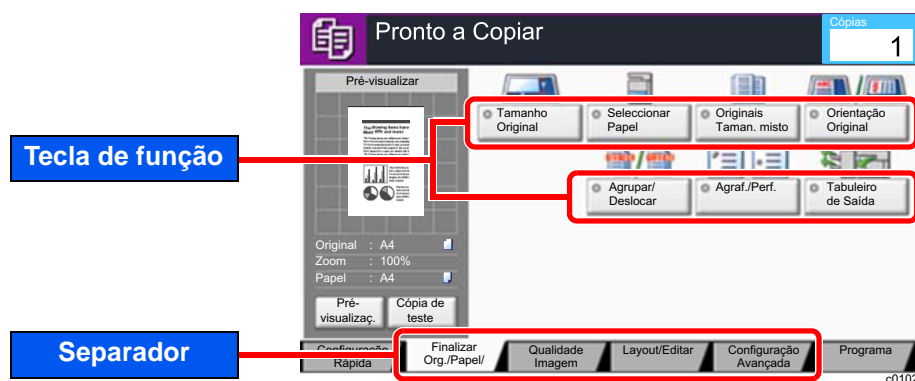 Pronto a Copiar
Cópias
1
Pré-visualizar
Tamanho
Original
Seleccionar
Papel
Originais
Taman. misto
Orientação
Original
Tecla de função
Agrupar/
Deslocar
Agraf./Perf.
Tabuleiro
de Saída
Original : A4
Zoom : 100%
Papel : A4
Pré-
visualizaç.
Cópia de
teste
Separador
Configuração
Rápida
Finalizar
Org./Papel/
Qualidade
Imagem
Layout/Editar
Configuração
Avançada
Programa
c0102